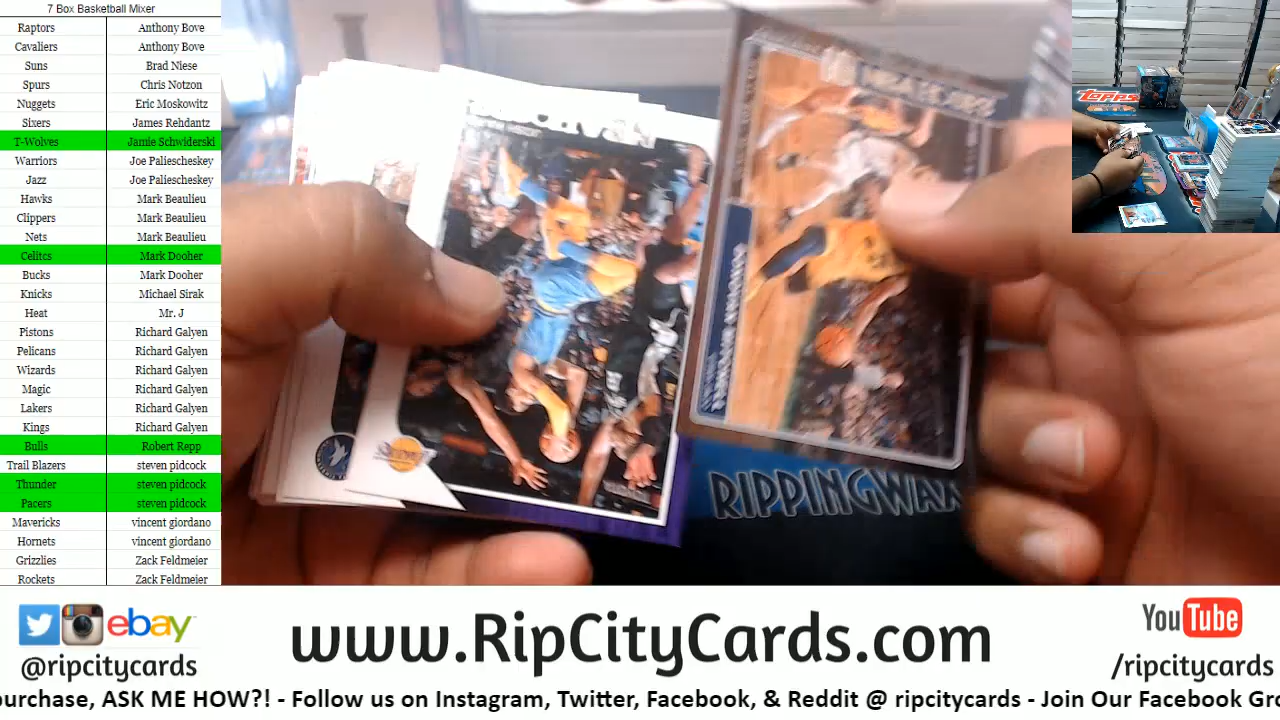 7 Box Basketball Mixer
Raptors Anthony Bove
Cavaliers Anthony Bove
Suns Brad Niese
Spurs Chris Notzon
Nuggets Eric Moskowitz
Sixers James Rehdantz
T-Wolves Jamie Schwiderski
Warriors Joe Paliescheskey
Jazz Joe Paliescheskey
Hawks Mark Beaulieu
Clippers Mark Beaulieu
Nets Mark Beaulieu
Celitcs Mark Dooher
Bucks Mark Dooher
Knicks Michael Sirak
Heat Mr. J
Pistons Richard Galyen
Pelicans Richard Galyen
Wizards Richard Galyen
Magic Richard Galyen
Lakers Richard Galyen
Kings Richard Galyen
Bulls Robert Repp
Trail Blazers steven pidcock
Thunder steven pidcock
Pacers steven pidcock
Mavericks vincent giordano
Hornets vincent giordano
Grizzlies Zack Feldmeier
Rockets Zack Feldmeier
TOPPS
RIPPINGWAX
ebay
@ripcitycards
www.RipCityCards.com
YouTube
/ripcitycards
purchase, ASK ME HOW?! - Follow us on Instagram, Twitter, Facebook, & Reddit @ ripcitycards - Join Our Facebook Gro